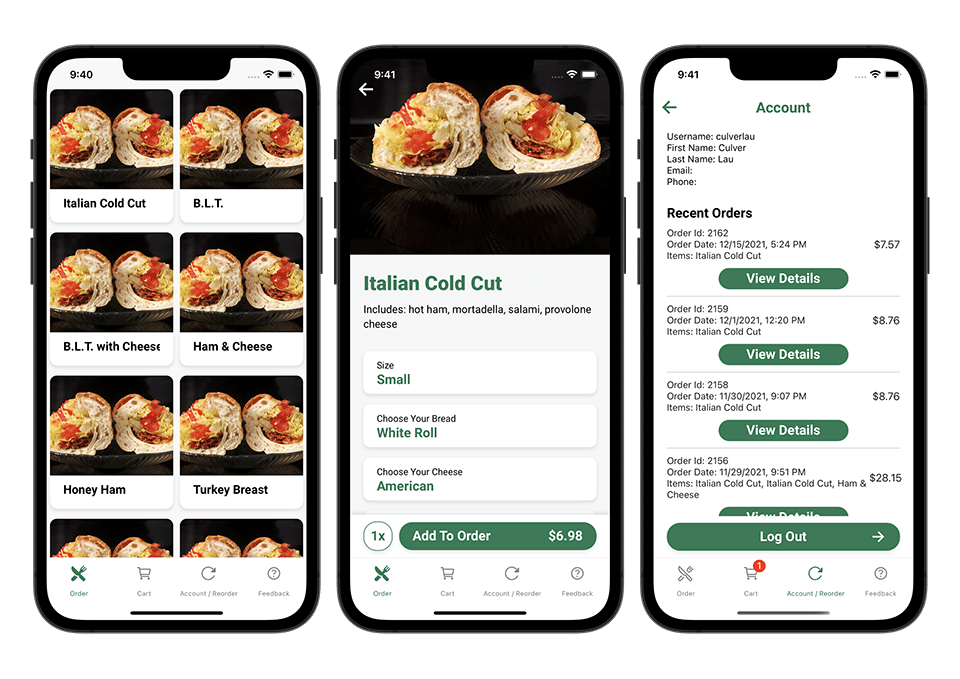 9:40
Italian Cold Cut
B.L.T.
B.L.T. with Cheese
Ham & Cheese
Honey Ham
Turkey Breast
Order
Cart
Account / Reorder
Feedback
9:41
Italian Cold Cut
Includes: hot ham, mortadella, salami, provolone
cheese
Size
Small
Choose Your Bread
White Roll
Choose Your Cheese
American
1x
Add To Order $6.98
Order
Cart
Account / Reorder
Feedback
9:41
Account
Username: culverlau
First Name: Culver
Last Name: Lau
Email:
Phone:
Recent Orders
Order Id: 2162
Order Date: 12/15/2021, 5:24 PM
$7.57
Items: Italian Cold Cut
View Details
Order Id: 2159
Order Date: 12/1/2021, 12:20 PM
$8.76
Items: Italian Cold Cut
View Details
Order Id: 2158
Order Date: 11/30/2021, 9:07 PM
$8.76
Items: Italian Cold Cut
View Details
Order Id: 2156
Order Date: 11/29/2021, 9:51 PM
$28.15
Items: Italian Cold Cut, Italian Cold Cut, Ham &
Cheese
View Details
Log Out
1
Order
Cart
Account / Reorder
Feedback